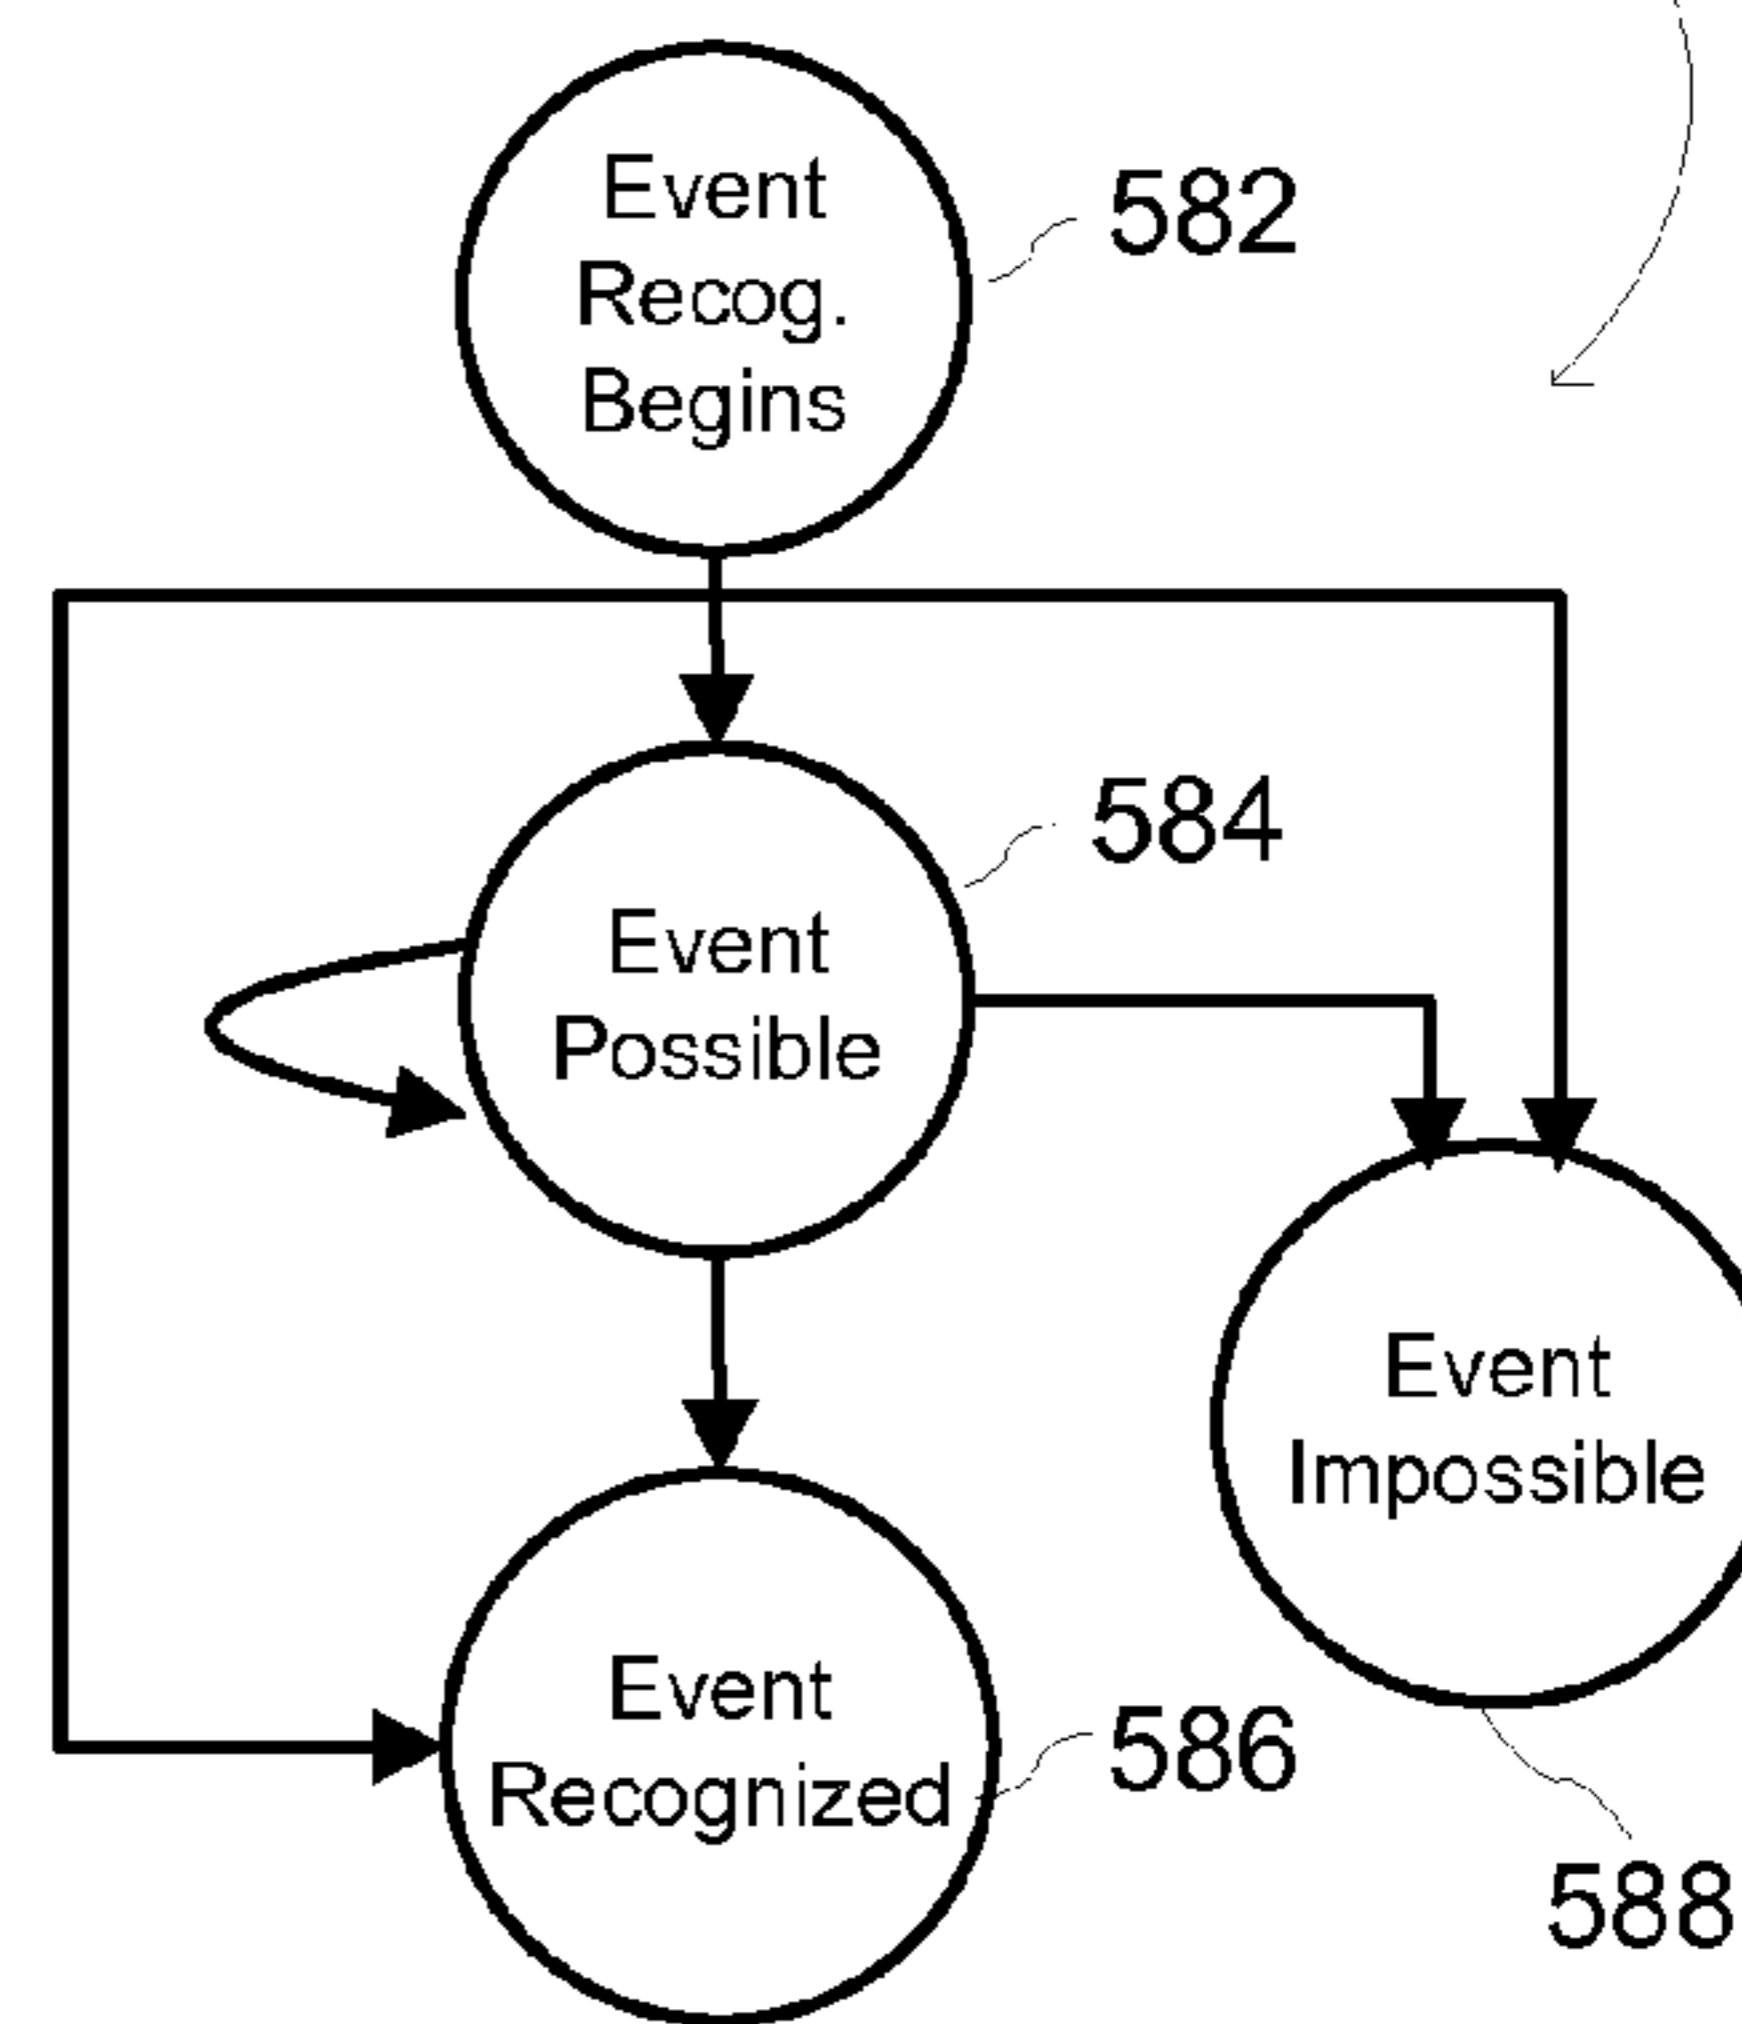 Event
Recog.
Begins
582
584
Event
Possible
Event
Impossible
Event
Recognized
586
588